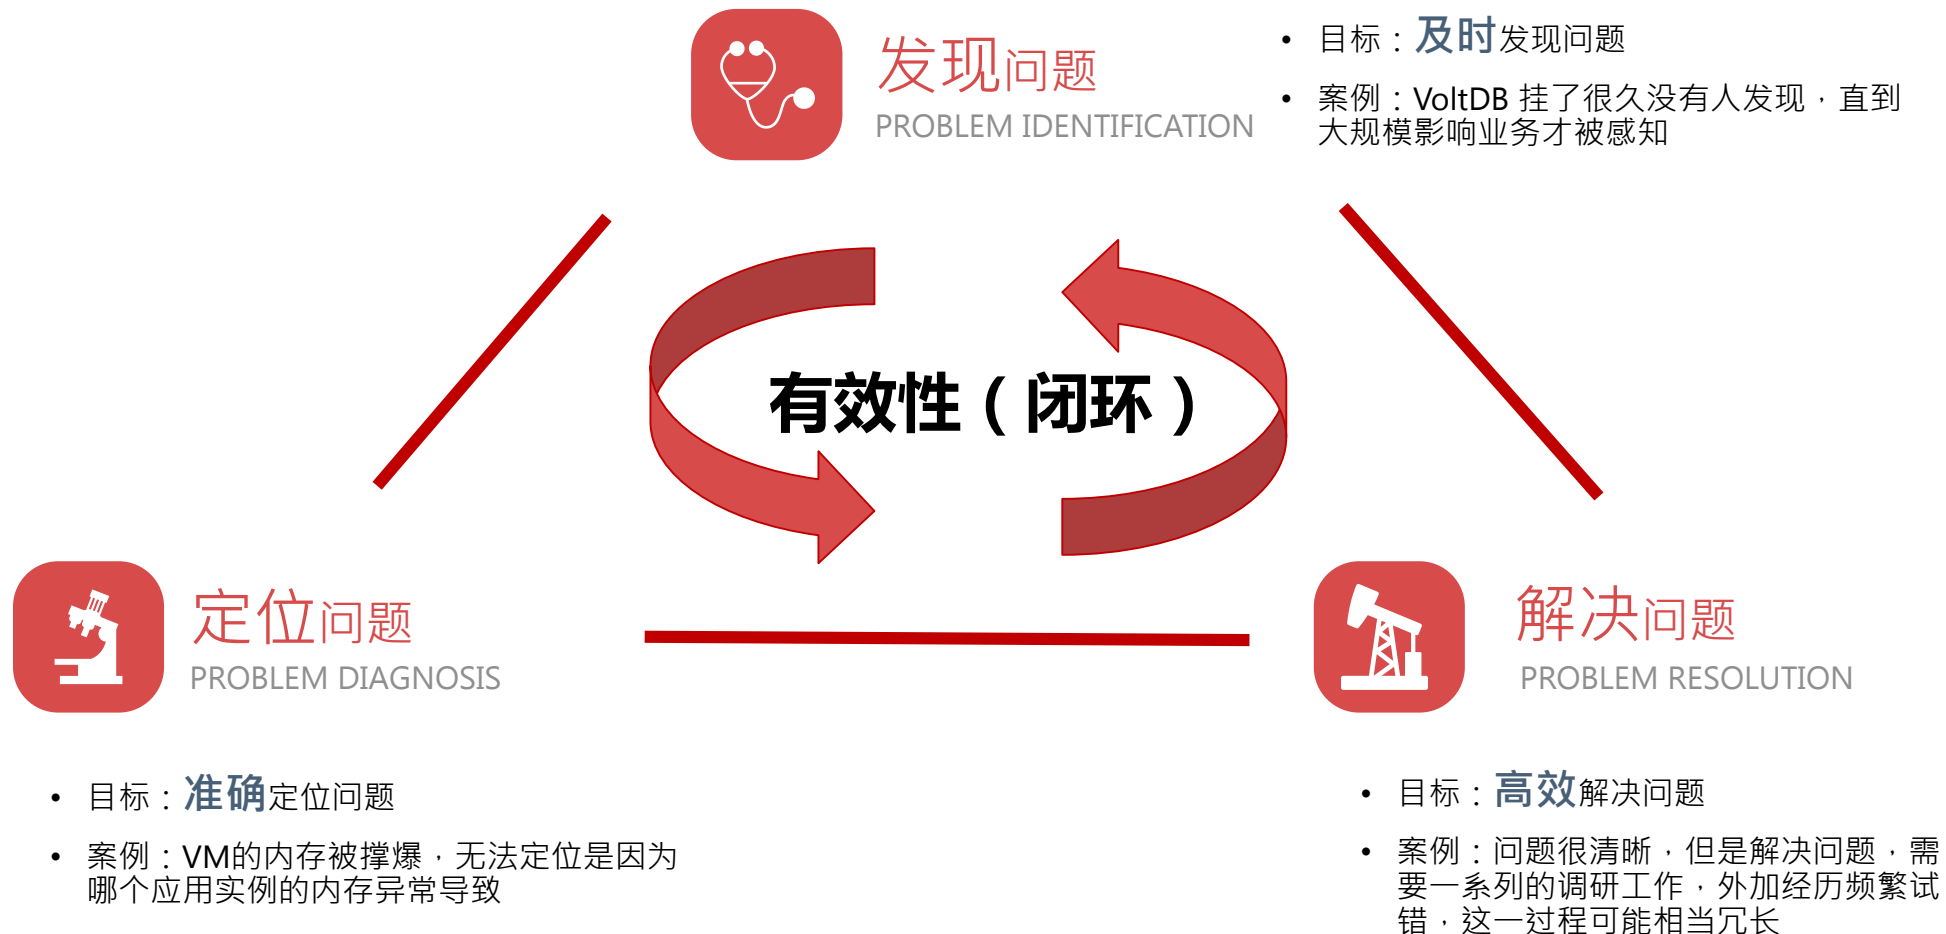 发现问题
PROBLEM IDENTIFICATION
• 目标：及时发现问题
• 案例：VoltDB 挂了很久没有人发现，直到
大规模影响业务才被感知
有效性（闭环）
定位问题
PROBLEM DIAGNOSIS
• 目标：准确定位问题
• 案例：VM的内存被撑爆，无法定位是因为
哪个应用实例的内存异常导致
解决问题
PROBLEM RESOLUTION
• 目标：高效解决问题
• 案例：问题很清晰，但是解决问题，需
要一系列的调研工作，外加经历频繁试
错，这一过程可能相当冗长